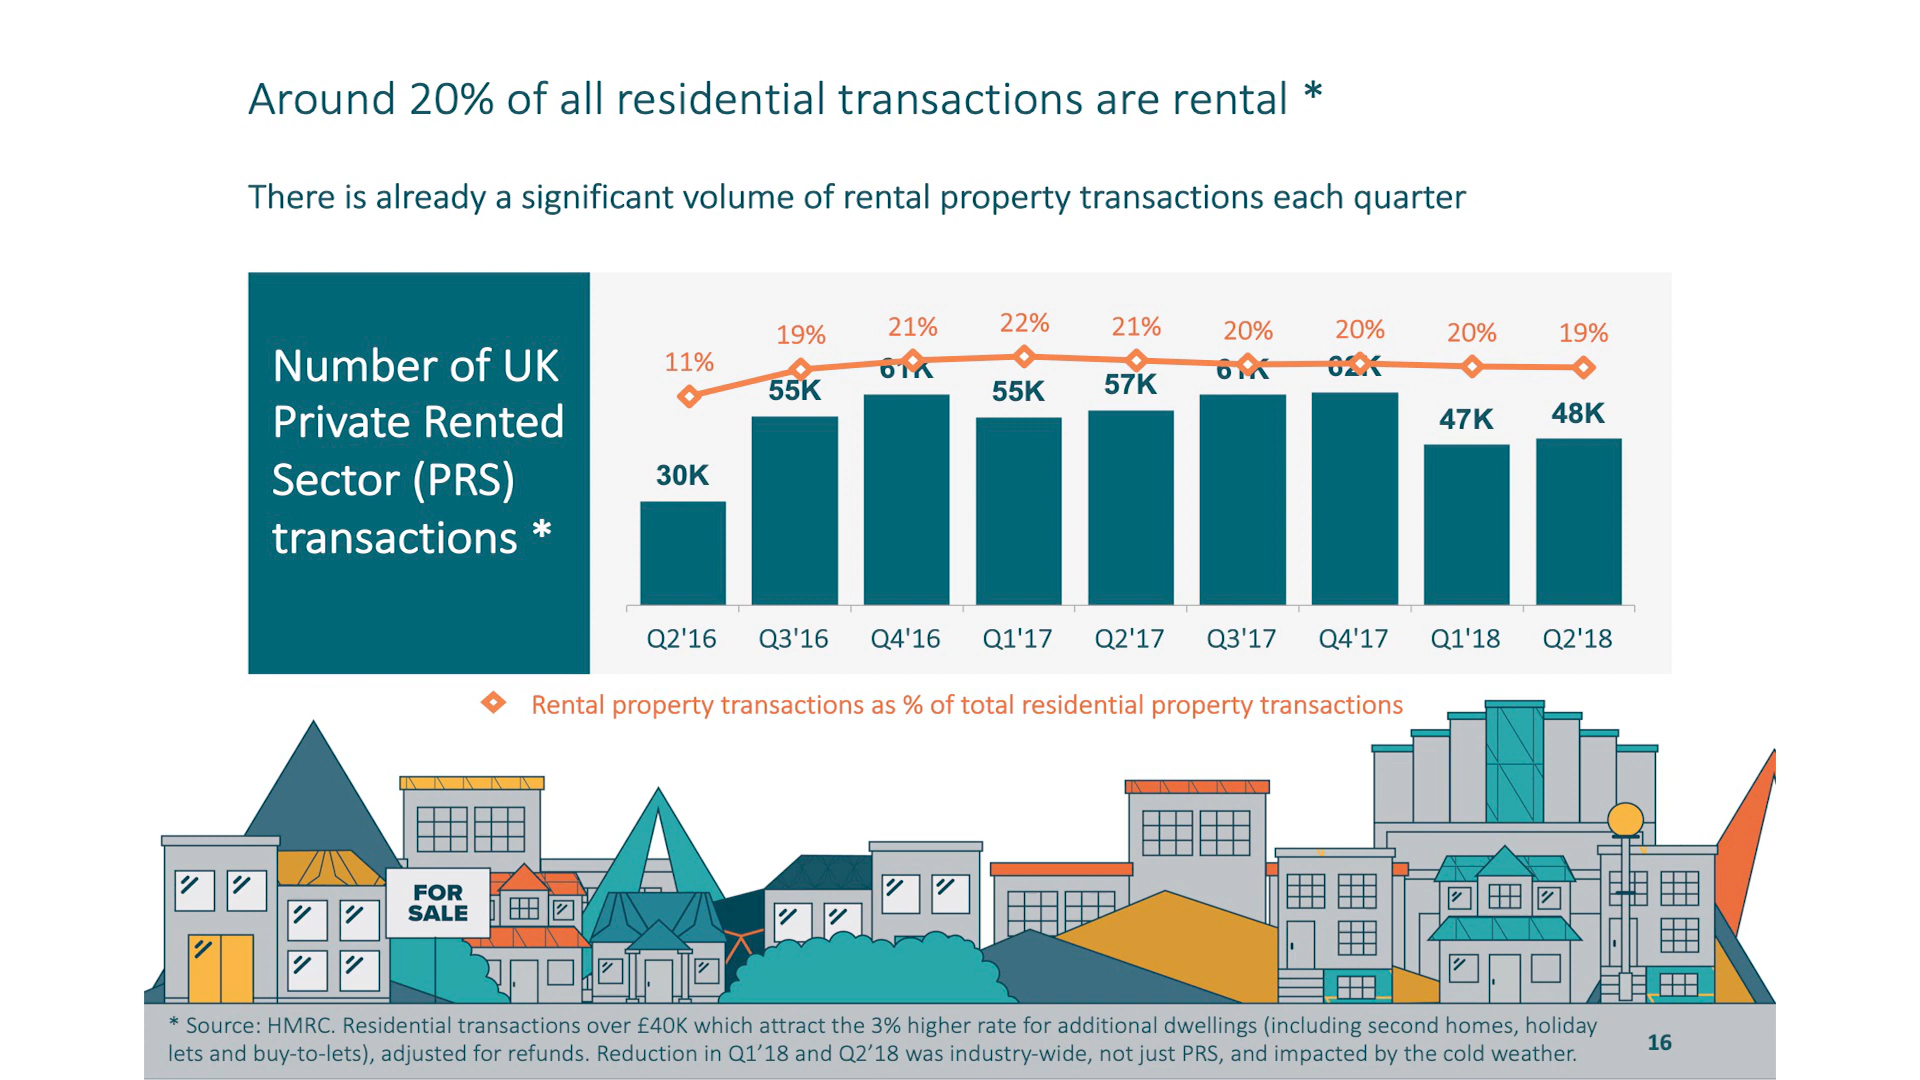 Around 20% of all residential transactions are rental *
There is already a significant volume of rental property transactions each quarter
Number of UK
Private Rented
Sector (PRS)
transactions *
11% 19% 21% 22% 21% 20% 20% 20% 19%
30K 55K 61K 55K 57K 61K 62K 47K 48K
Q2'16 Q3'16 Q4'16 Q1'17 Q2'17 Q3'17 Q4'17 Q1'18 Q2'18
Rental property transactions as % of total residential property transactions
FOR
SALE
* Source: HMRC. Residential transactions over £40K which attract the 3% higher rate for additional dwellings (including second homes, holiday
lets and buy-to-lets), adjusted for refunds. Reduction in Q1’18 and Q2’18 was industry-wide, not just PRS, and impacted by the cold weather.
16